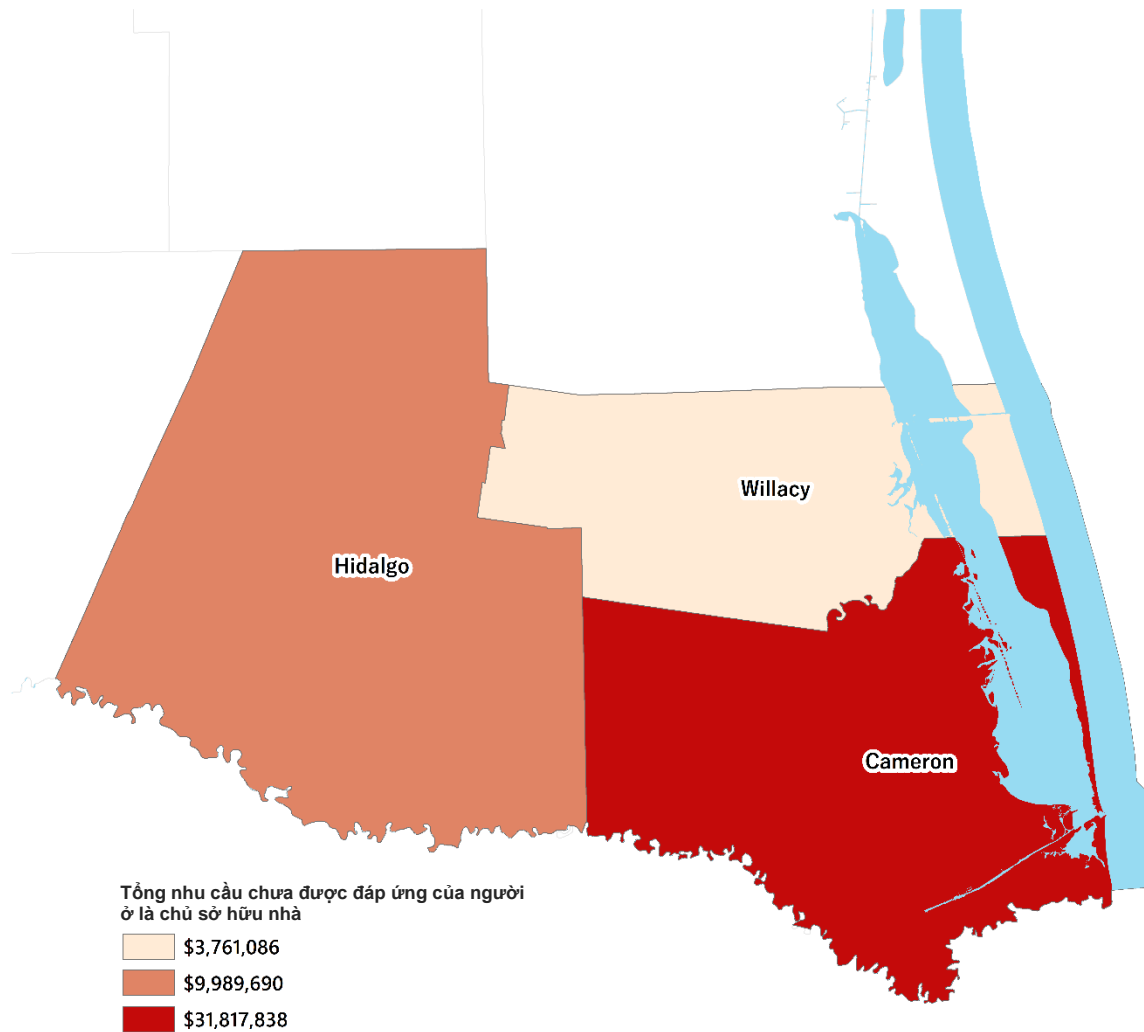 Willacy
Hidalgo
Cameron
Tổng nhu cầu chưa được đáp ứng của người
ở là chủ sở hữu nhà
$3,761,086
$9,989,690
$31,817,838